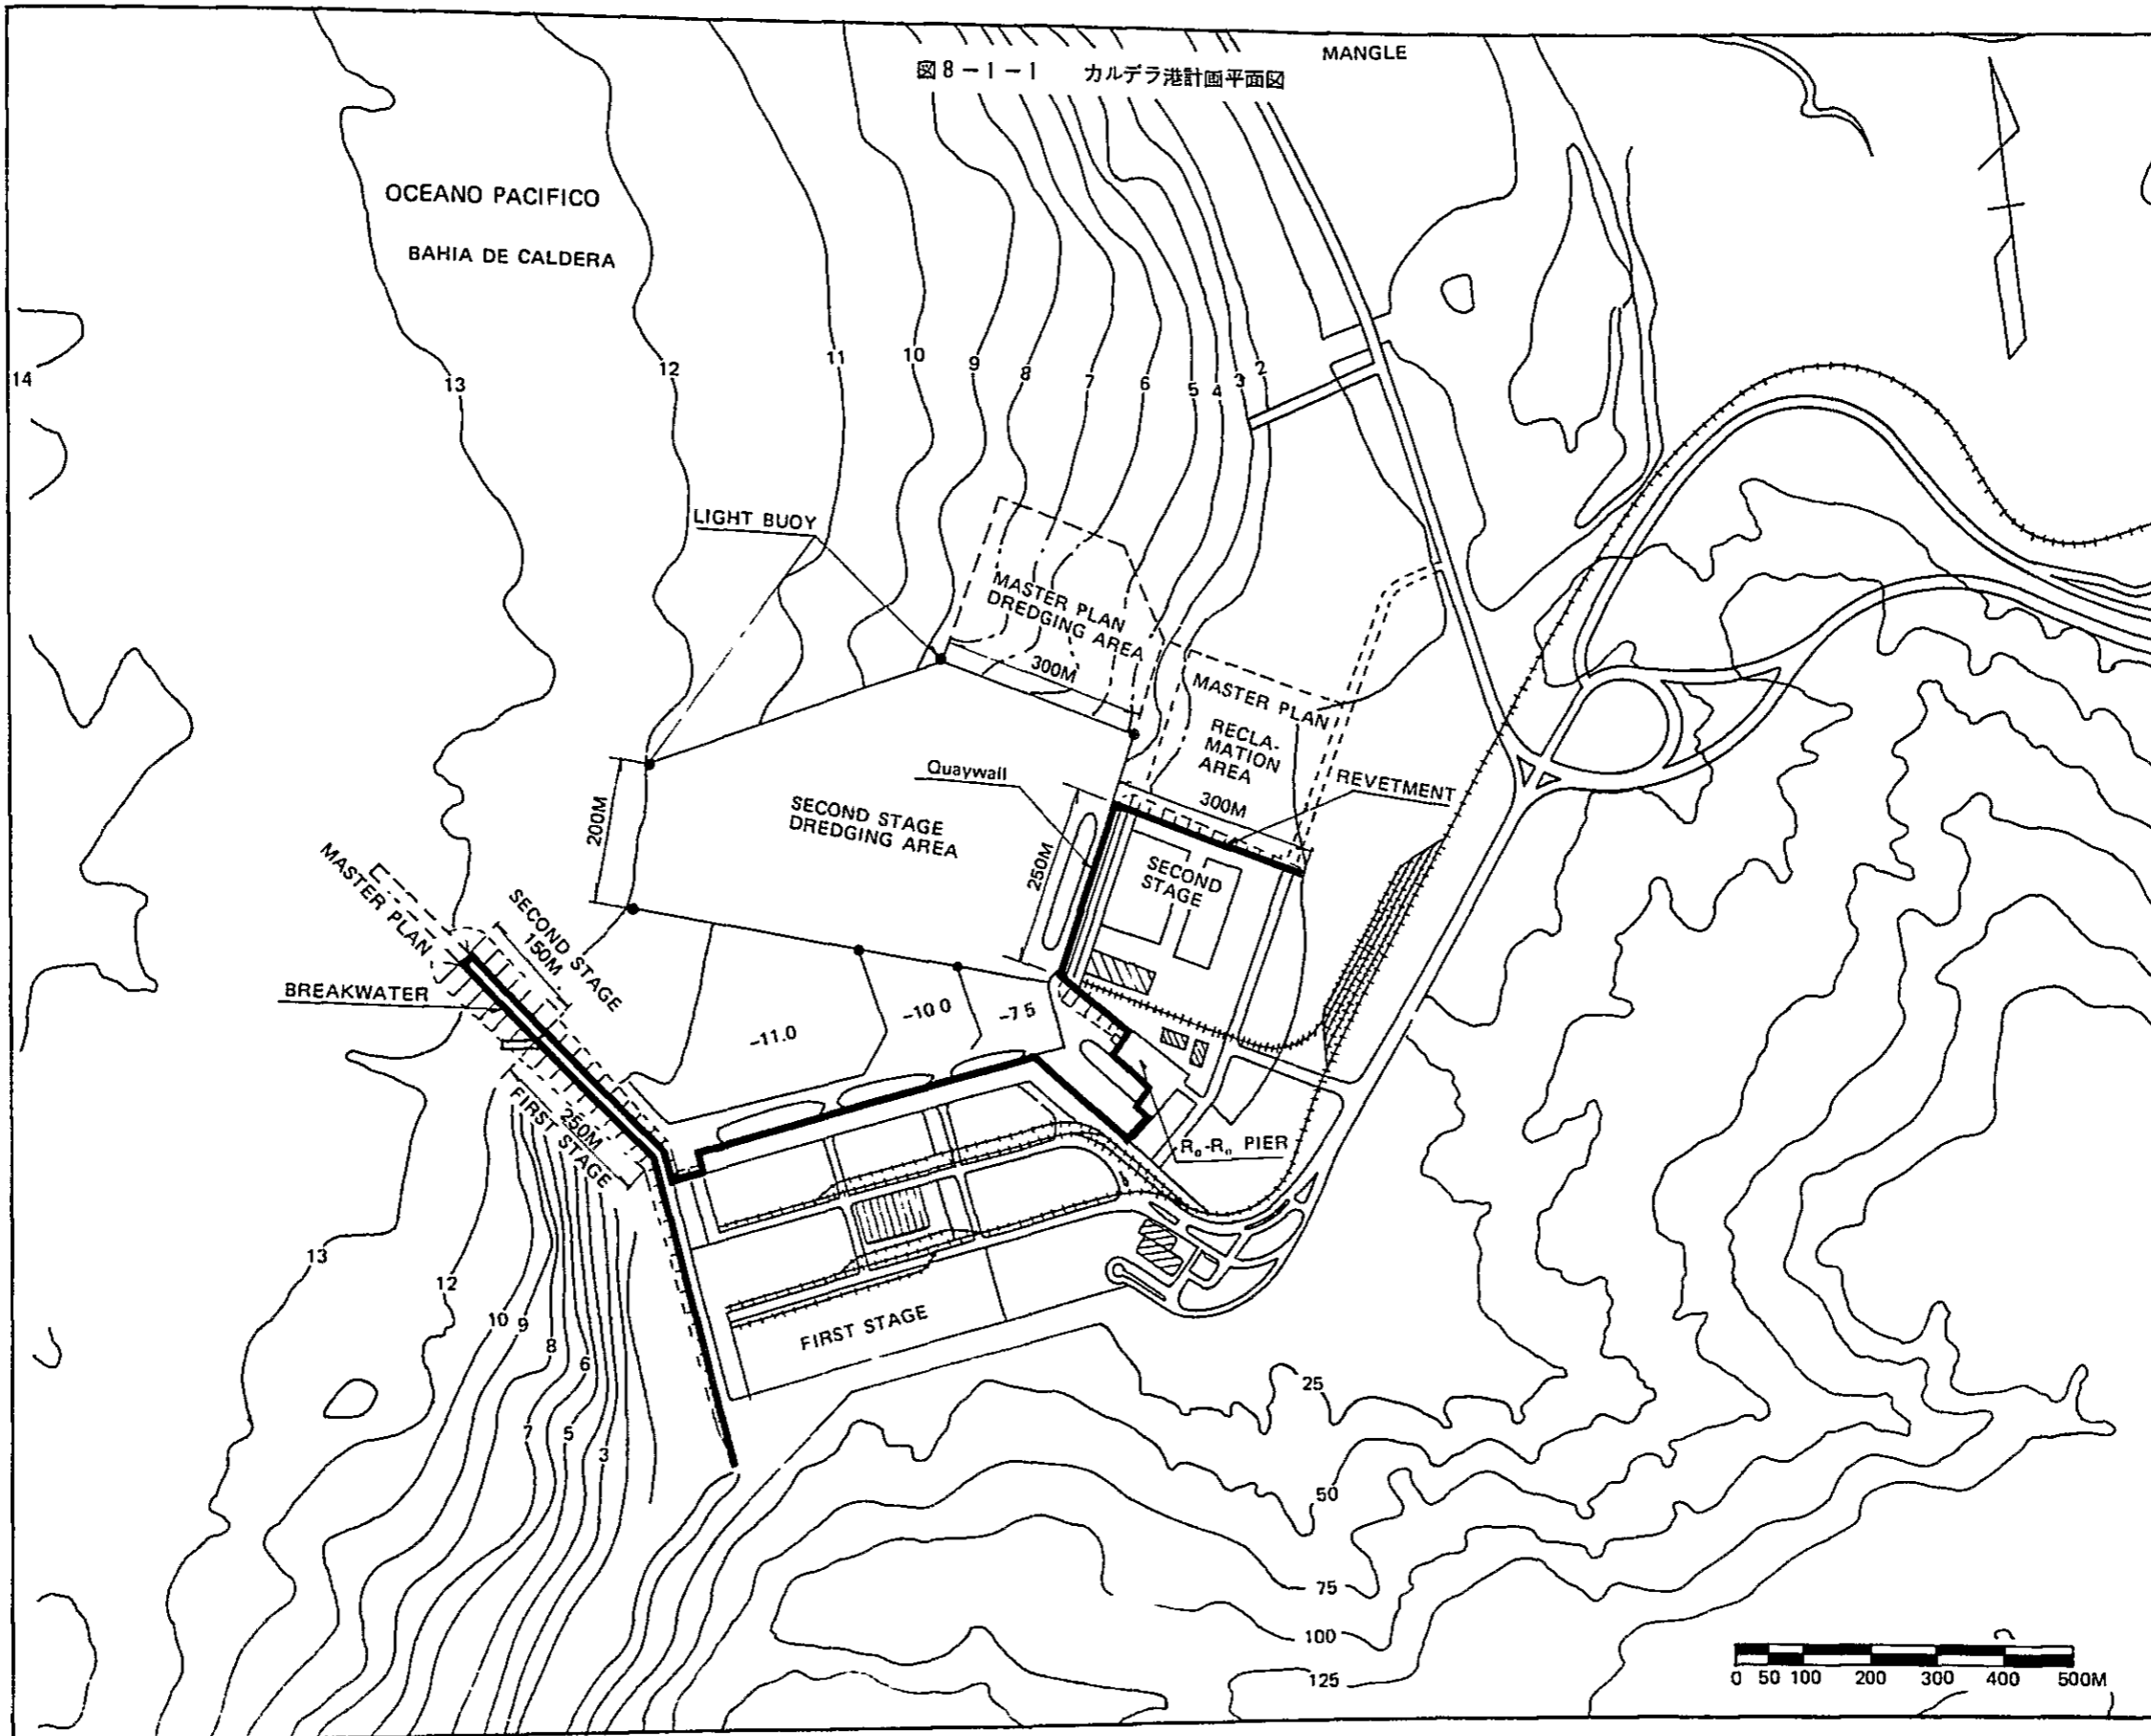 図8-1-1 カルデラ港計画平面図
MANGLE
OCEANO PACIFICO
BAHIA DE CALDERA
14
13
12
11
10
9
8
7
6
5
4
3
2
LIGHT BUOY
MASTER PLAN
DREDGING AREA
300M
MASTER PLAN
RECLA-
MATION
AREA
300M
REVETMENT
Quaywall
200M
SECOND STAGE
DREDGING AREA
250M
SECOND
STAGE
MASTER PLAN
SECOND STAGE
150M
BREAKWATER
-11.0
-10.0
-7.5
250M
FIRST STAGE
Ro-Ro PIER
13
12
10
9
8
6
7
5
3
FIRST STAGE
25
50
75
100
125
0 50 100 200 300 400 500M